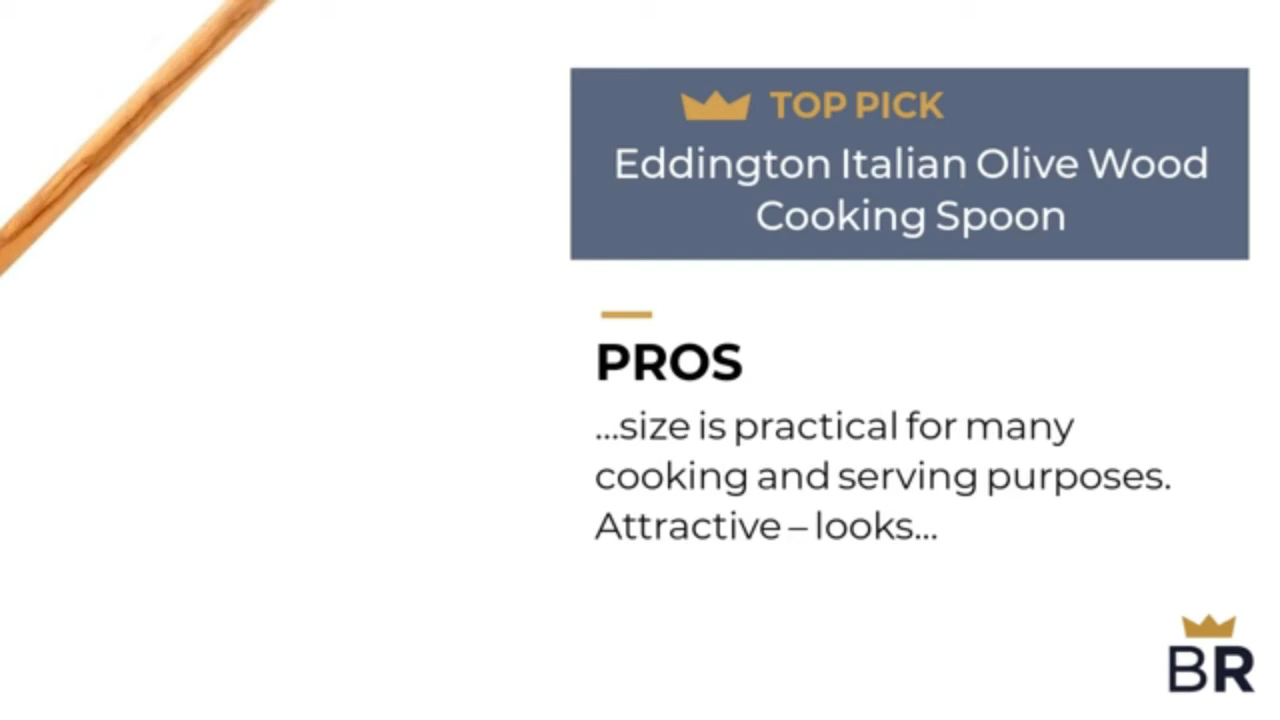 TOP PICK
Eddington Italian Olive Wood
Cooking Spoon
PROS
...size is practical for many
cooking and serving purposes.
Attractive – looks...
BR